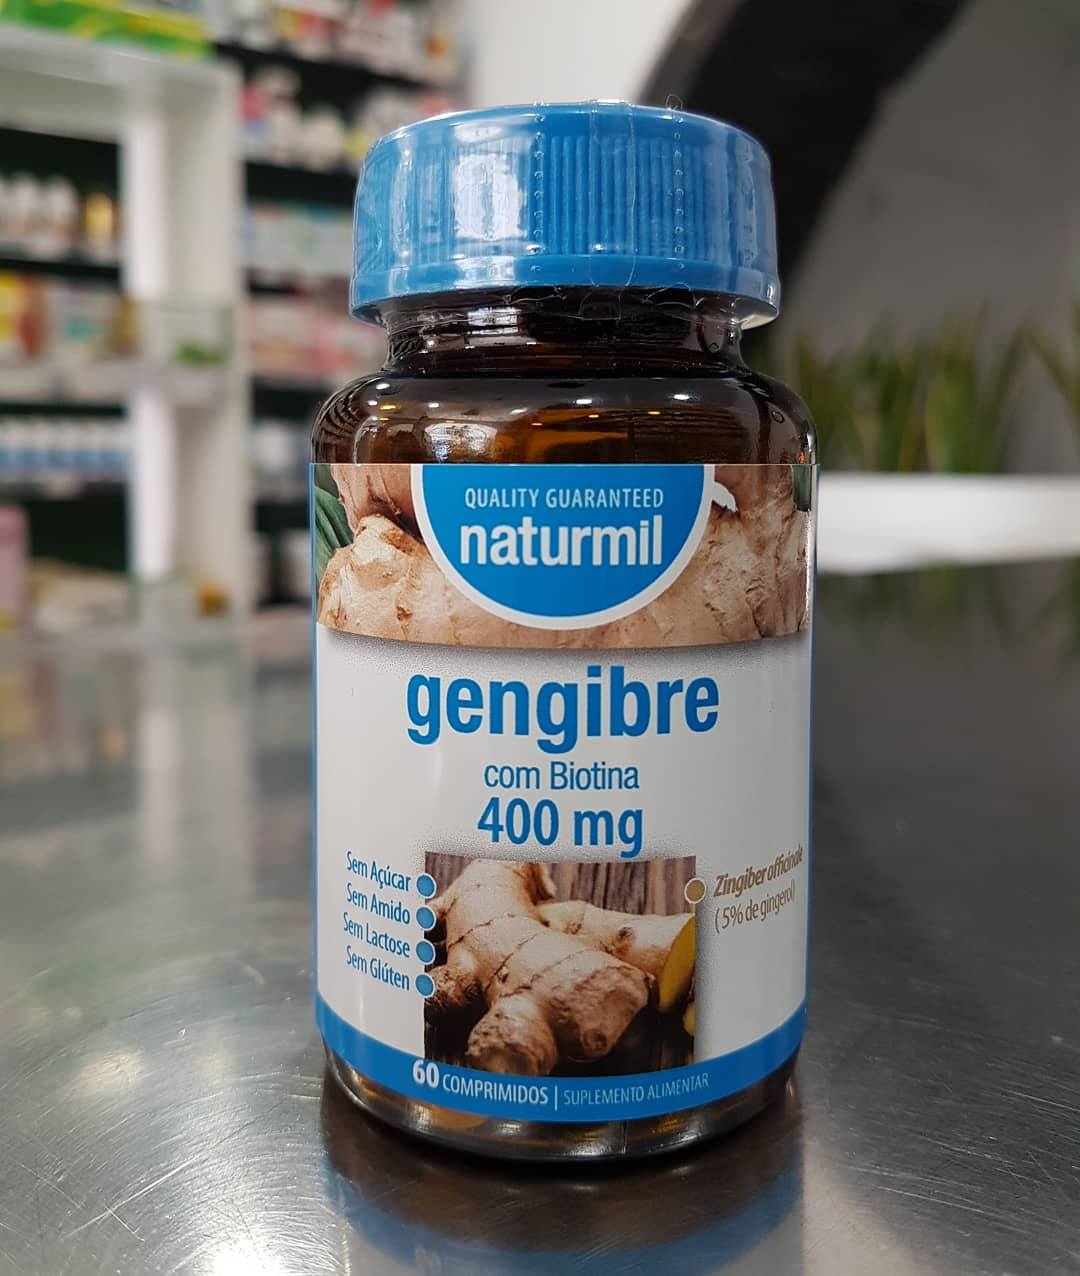 QUALITY GUARANTEED
naturmil
gengibre
com Biotina
400 mg
Sem Açúcar
Sem Amido
Sem Lactose
Sem Glúten
Zingiber officinale
(5% de gingerol)
60 COMPRIMIDOS | SUPLEMENTO ALIMENTAR